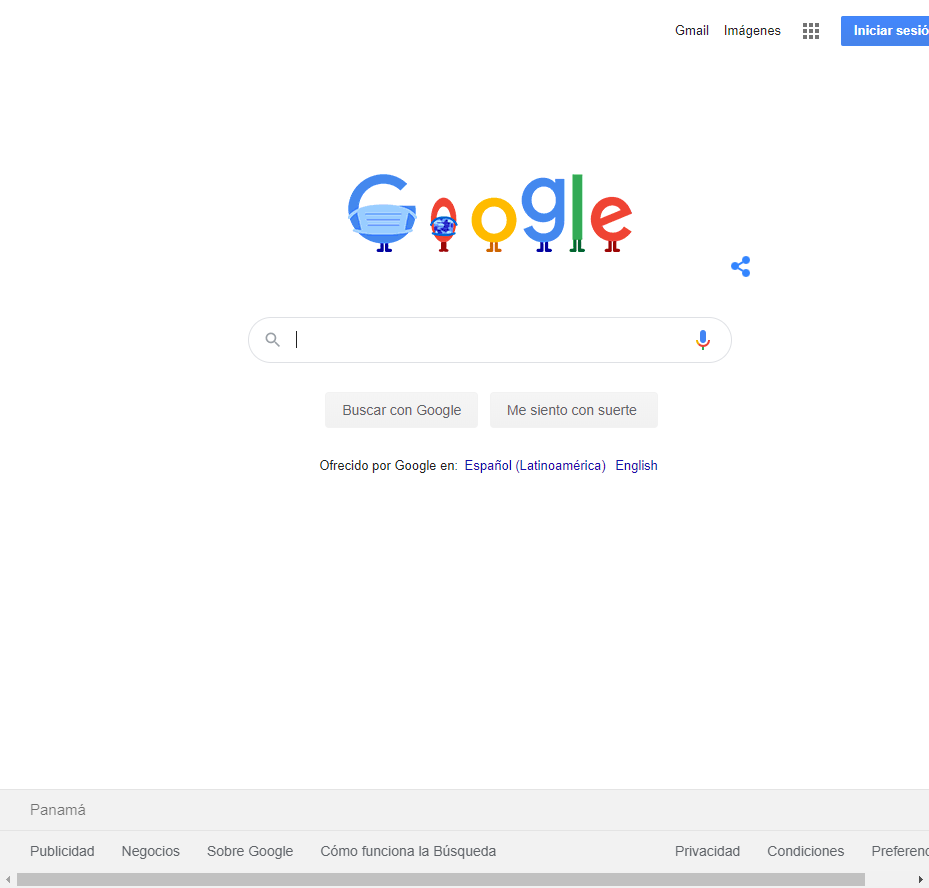 Gmail Imágenes Iniciar sesió
Google
Buscar con Google Me siento con suerte
Ofrecido por Google en: Español (Latinoamérica) English
Panamá
Publicidad Negocios Sobre Google Cómo funciona la Búsqueda Privacidad Condiciones Preferenc